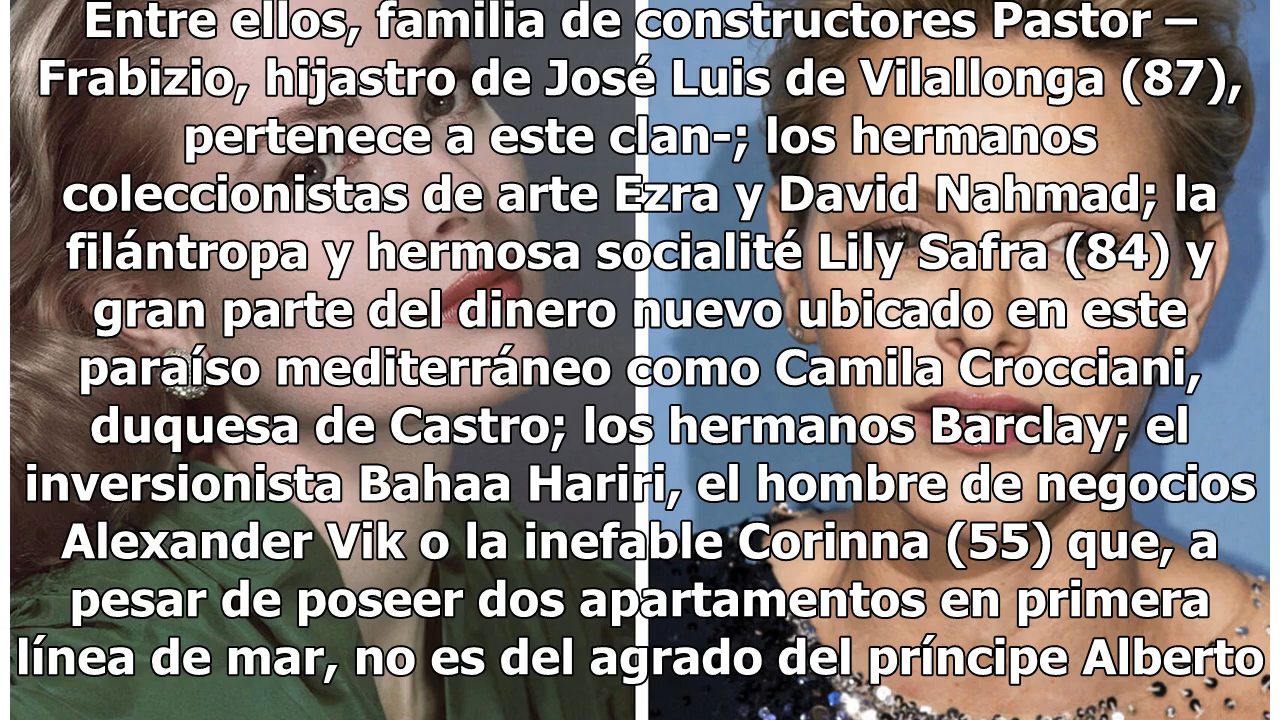 Entre ellos, familia de constructores Pastor –
Frabizio, hijastro de José Luis de Vilallonga (87),
pertenece a este clan-; los hermanos
coleccionistas de arte Ezra y David Nahmad; la
filántropa y hermosa socialité Lily Safra (84) y
gran parte del dinero nuevo ubicado en este
paraíso mediterráneo como Camila Crocciani,
duquesa de Castro; los hermanos Barclay; el
inversionista Bahaa Hariri, el hombre de negocios
Alexander Vik o la inefable Corinna (55) que, a
pesar de poseer dos apartamentos en primera
línea de mar, no es del agrado del príncipe Alberto